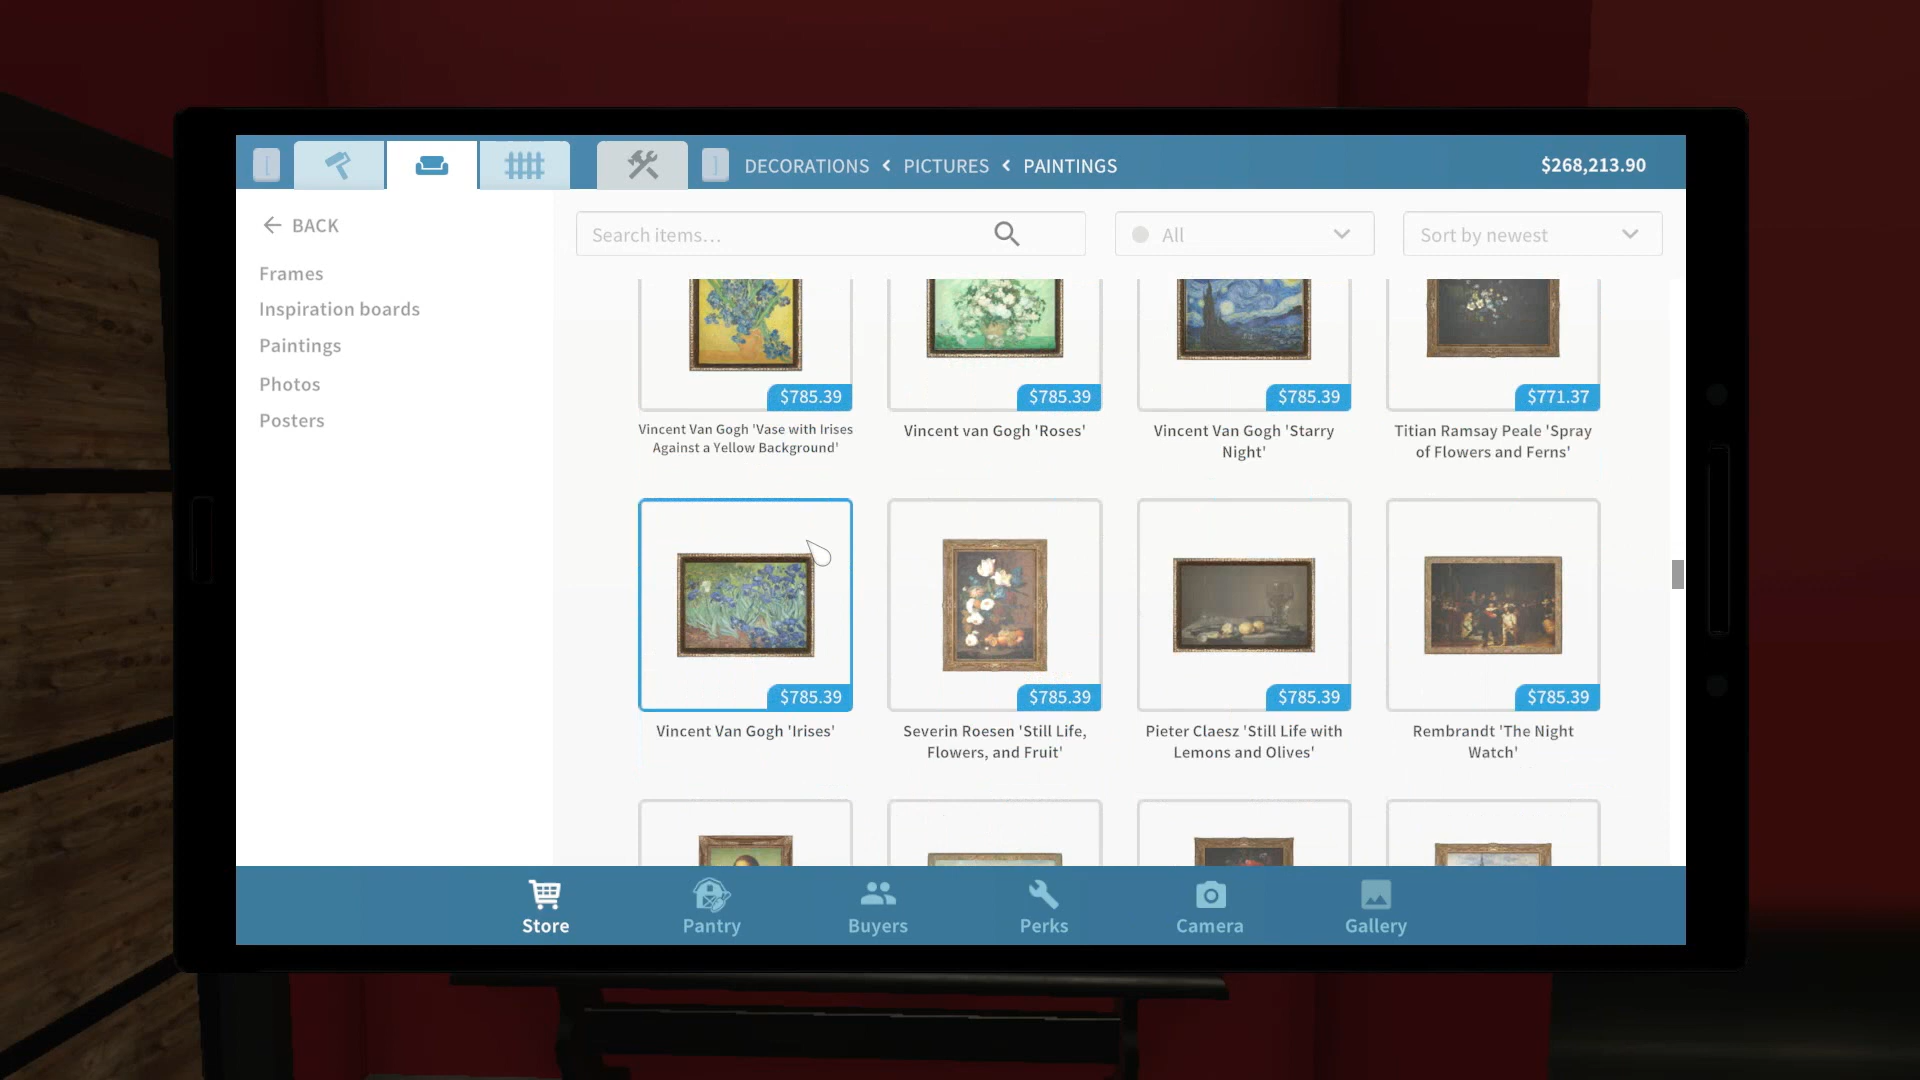 DECORATIONS < PICTURES < PAINTINGS
$268,213.90
BACK
Frames
Inspiration boards
Paintings
Photos
Posters
Search items...
All
Sort by newest
$785.39
$785.39
$785.39
$771.37
Vincent Van Gogh 'Vase with Irises
Against a Yellow Background'
Vincent van Gogh 'Roses'
Vincent Van Gogh 'Starry
Night'
Titian Ramsay Peale 'Spray
of Flowers and Ferns'
$785.39
$785.39
$785.39
$785.39
Vincent Van Gogh 'Irises'
Severin Roesen 'Still Life,
Flowers, and Fruit'
Pieter Claesz 'Still Life with
Lemons and Olives'
Rembrandt 'The Night
Watch'
Store
Pantry
Buyers
Perks
Camera
Gallery